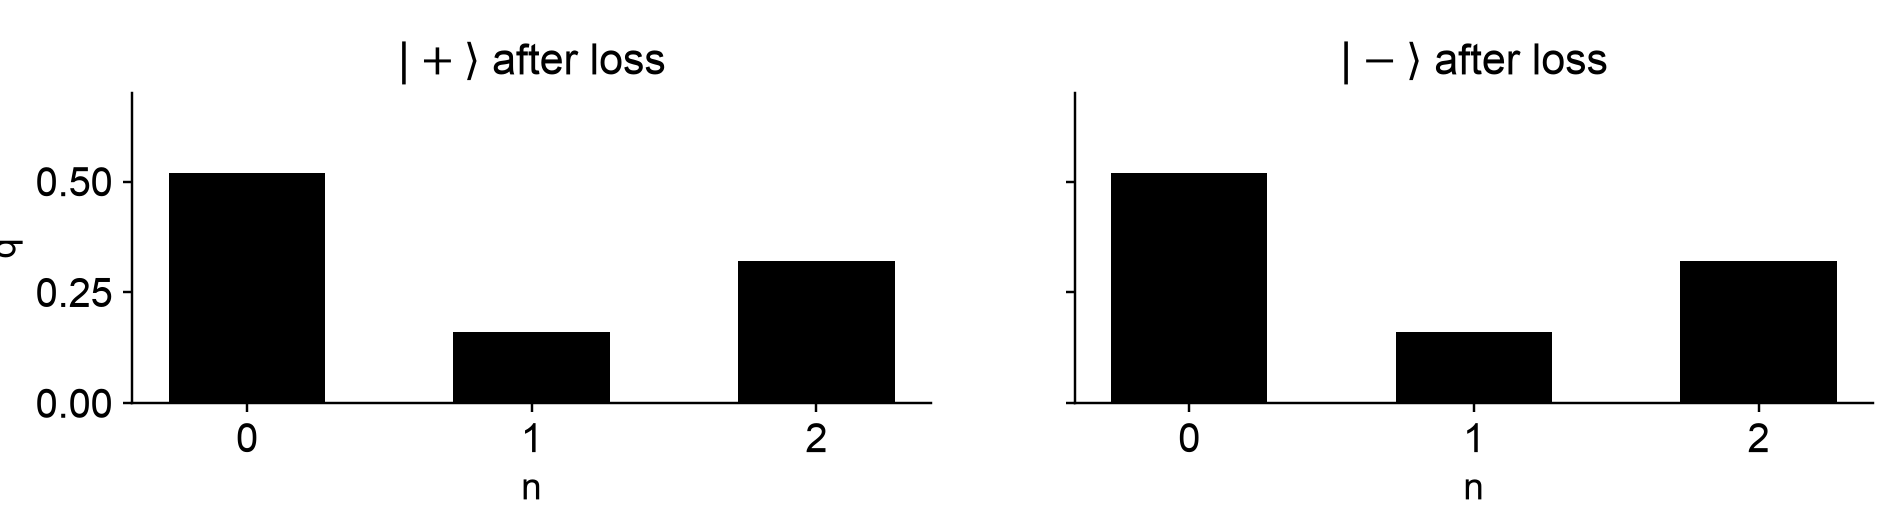 | + ⟩ after loss
| − ⟩ after loss
0.50
0.25
0.00
0 1 2
0 1 2
n
n